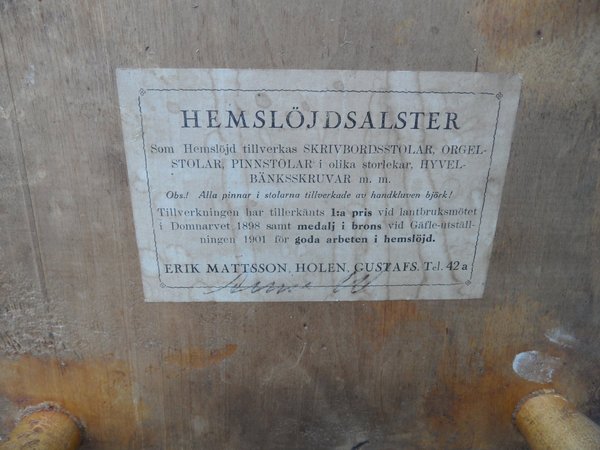 HEMSLÖJDSALSTER
Som Hemslöjd tillverkas SKRIVBORDSSTOLAR, ORGEL-
STOLAR, PINNSTOLAR i olika storlekar, HYVEL-
BÄNKSSKRUVAR m. m.
Obs.! Alla pinnar i stolarna tillverkade av handkluven björk!
Tillverkningen har tillerkänts 1:a pris vid lantbruksmötet
i Domnarvet 1898 samt medalj i brons vid Gäfle-utställ-
ningen 1901 för goda arbeten i hemslöjd.
ERIK MATTSSON, HOLEN, GUSTAFS. Tel. 42 a